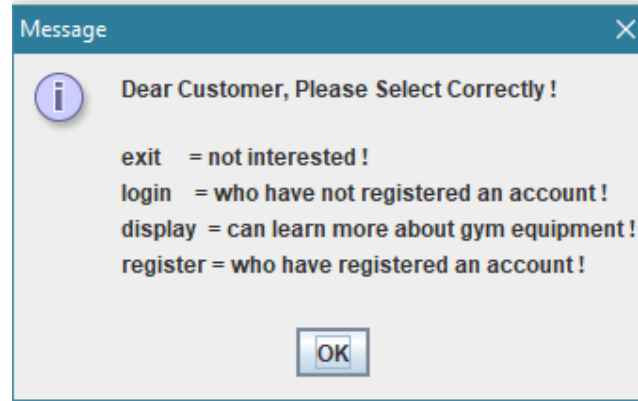 Message
Dear Customer, Please Select Correctly !
exit = not interested !
login = who have not registered an account !
display = can learn more about gym equipment !
register = who have registered an account !
OK